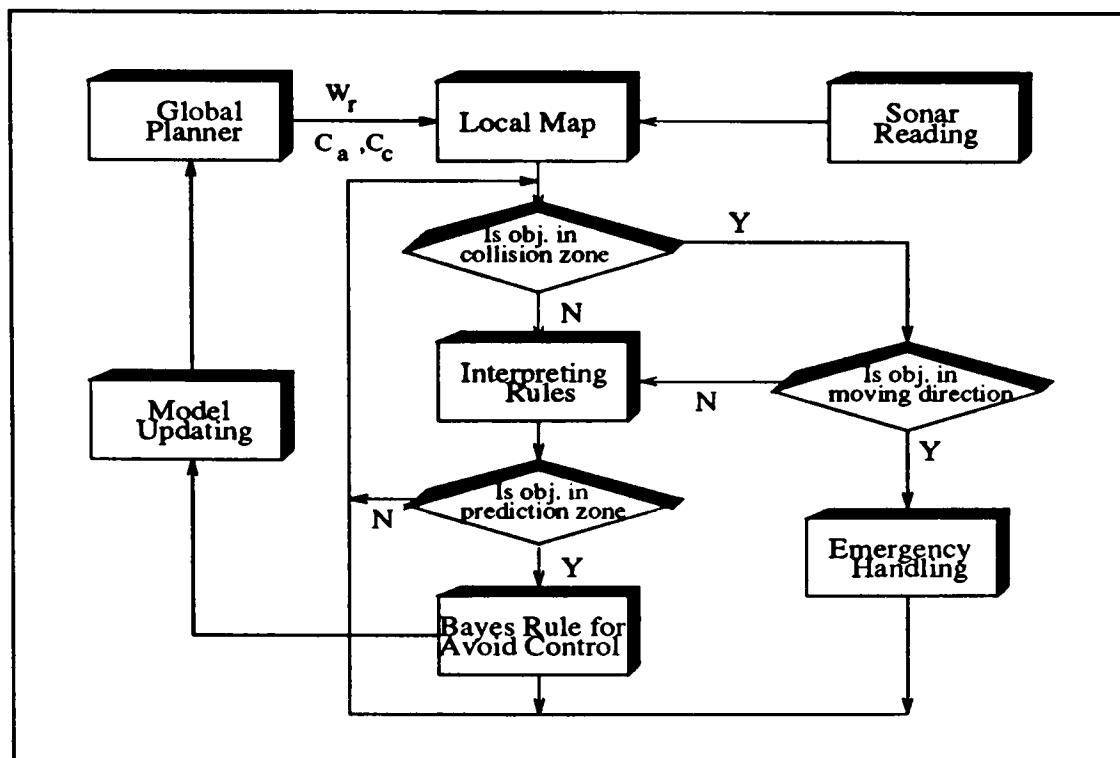 Global
Planner
W_r
C_a ,C_c
Local Map
Sonar
Reading
Is obj. in
collision zone
Y
N
Interpreting
Rules
N
Is obj. in
moving direction
Y
Model
Updating
Is obj. in
prediction zone
N
Y
Emergency
Handling
Bayes Rule for
Avoid Control